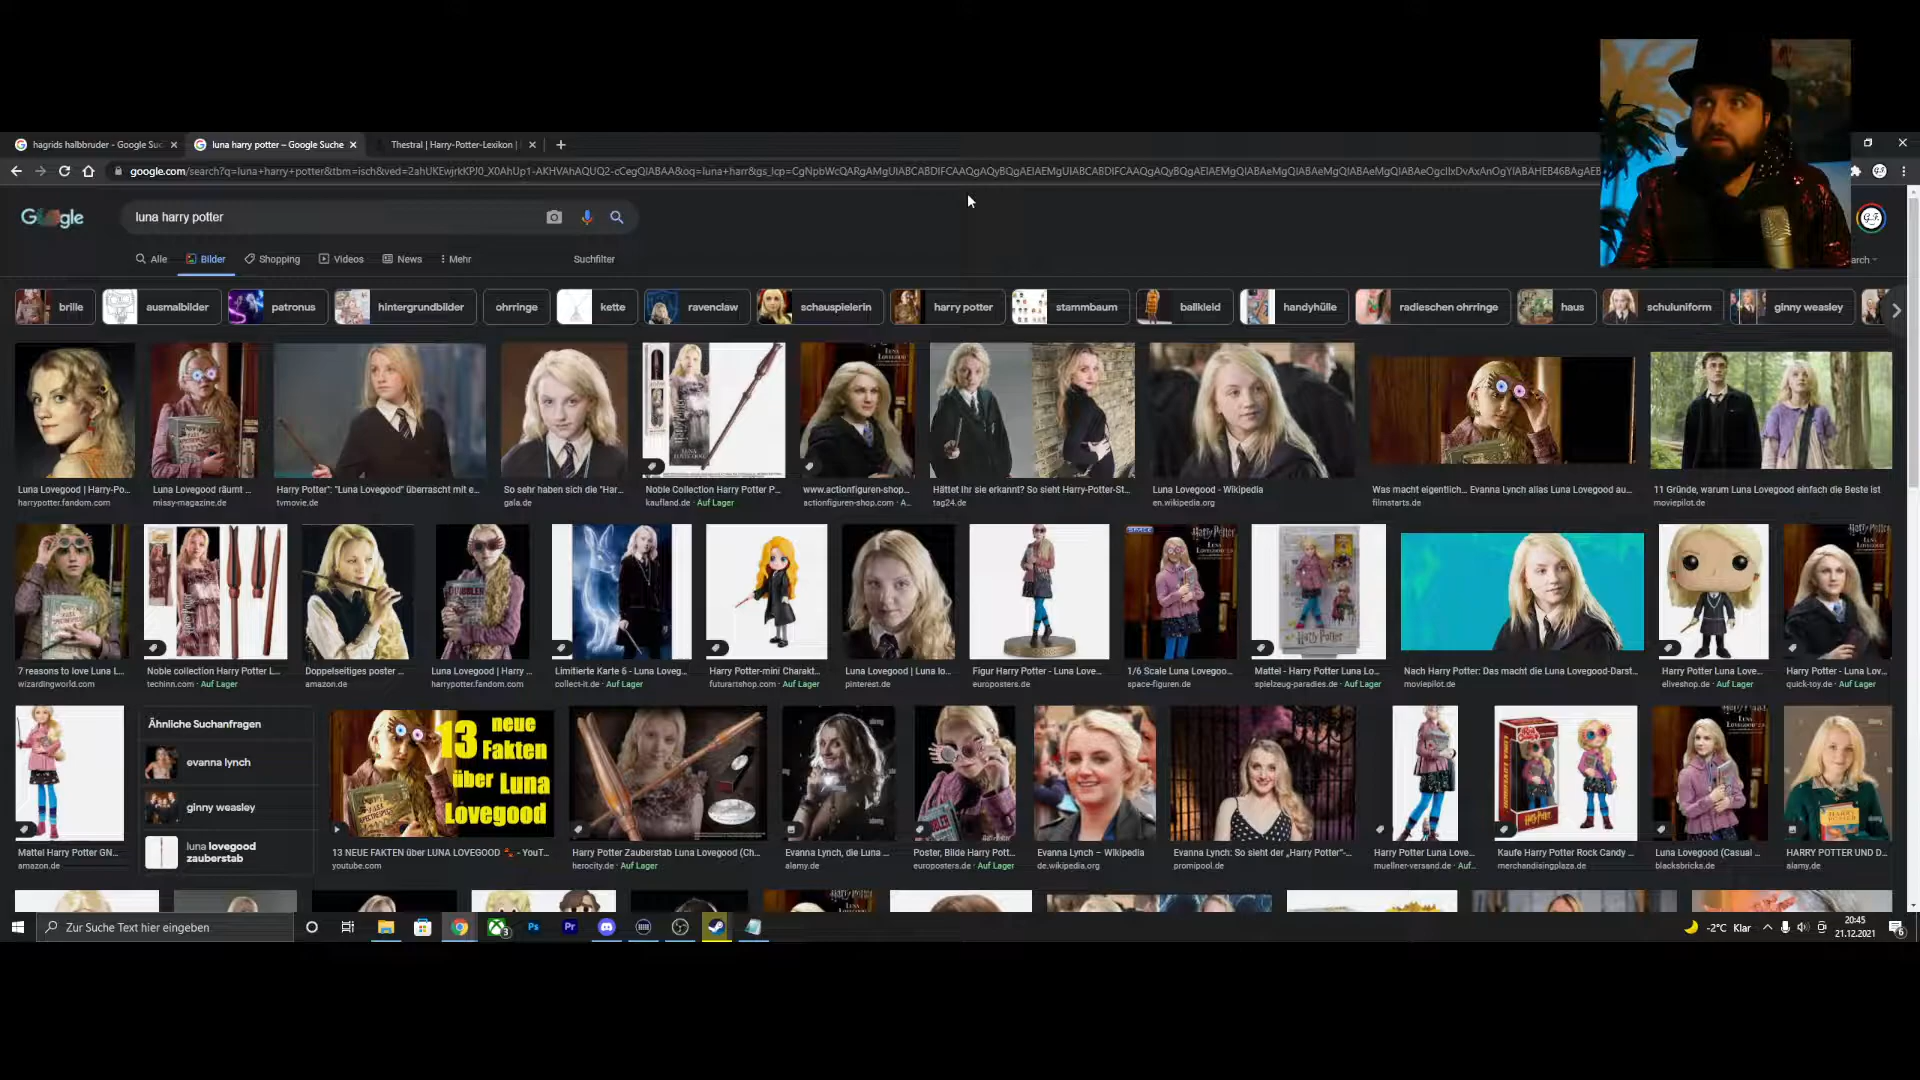 hagrids halbbruder - Google Suc
luna harry potter – Google Suche
Thestral | Harry-Potter-Lexikon |
Google
luna harry potter
Alle
Bilder
Shopping
Videos
News
Mehr
Suchfilter
brille
ausmalbilder
patronus
hintergrundbilder
ohrringe
kette
ravenclaw
schauspielerin
harry potter
stammbaum
ballkleid
handyhülle
radieschen ohrringe
haus
schuluniform
ginny weasley
Luna Lovegood | Harry-Po...
harrypotter.fandom.com
Luna Lovegood räumt ...
missy-magazine.de
Harry Potter": "Luna Lovegood" überrascht mit e...
tvmovie.de
So sehr haben sich die "Har...
gala.de
Noble Collection Harry Potter P...
kaufland.de · Auf Lager
www.actionfiguren-shop...
actionfiguren-shop.com · A...
Hättet ihr sie erkannt? So sieht Harry-Potter-St...
tag24.de
Luna Lovegood - Wikipedia
en.wikipedia.org
Was macht eigentlich... Evanna Lynch alias Luna Lovegood au...
filmstarts.de
11 Gründe, warum Luna Lovegood einfach die Beste ist
moviepilot.de
7 reasons to love Luna L...
wizardingworld.com
Noble collection Harry Potter L...
techinn.com · Auf Lager
Doppelseitiges poster ...
amazon.de
Luna Lovegood | Harry ...
harrypotter.fandom.com
Limitierte Karte 6 - Luna Loveg...
collect-it.de · Auf Lager
Harry Potter-mini Charakt...
futurartshop.com · Auf Lager
Luna Lovegood | Luna lo...
pinterest.de
Figur Harry Potter - Luna Love...
europosters.de
1/6 Scale Luna Lovegoo...
space-figuren.de
Mattel - Harry Potter Luna Lo...
spielzeug-paradies.de · Auf Lager
Nach Harry Potter: Das macht die Luna Lovegood-Darst...
moviepilot.de
Harry Potter Luna Love...
eliveshop.de · Auf Lager
Harry Potter - Luna Lov...
quick-toy.de · Auf Lager
Mattel Harry Potter GN...
amazon.de
Ähnliche Suchanfragen
evanna lynch
ginny weasley
luna lovegood
zauberstab
13
neue
Fakten
über Luna
Lovegood
13 NEUE FAKTEN über LUNA LOVEGOOD - YouT...
youtube.com
Harry Potter Zauberstab Luna Lovegood (Ch...
herocity.de · Auf Lager
Evanna Lynch, die Luna ...
alamy.de
Poster, Bilde Harry Pott...
europosters.de · Auf Lager
Evanna Lynch – Wikipedia
de.wikipedia.org
Evanna Lynch: So sieht der „Harry Potter"-...
promipool.de
Harry Potter Luna Love...
mueller-versand.de · Auf...
Kaufe Harry Potter Rock Candy ...
merchandisingplaza.de · Auf Lager
Luna Lovegood (Casual ...
blacksbricks.de · Auf Lager
HARRY POTTER UND D...
alamy.de
Zur Suche Text hier eingeben
-2°C Klar
20:45
21.12.2021